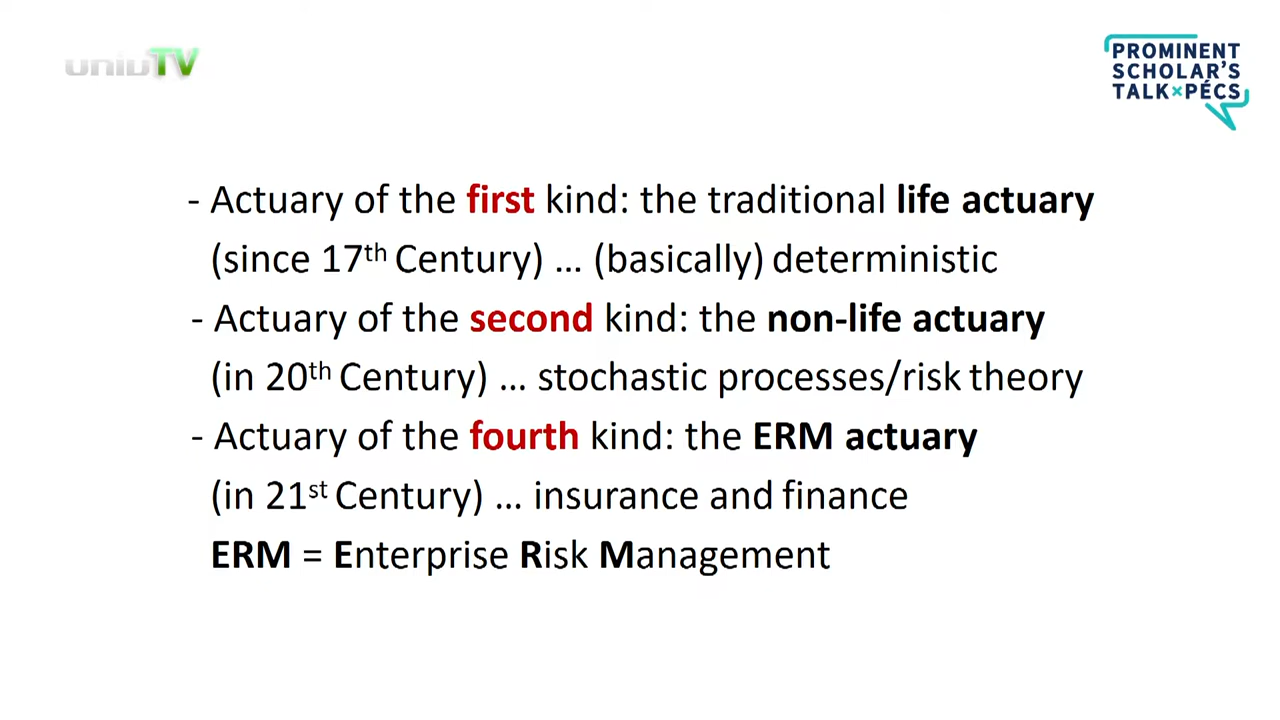 univTV
PROMINENT
SCHOLAR'S
TALK×PÉCS
- Actuary of the first kind: the traditional life actuary
(since 17th Century) … (basically) deterministic
- Actuary of the second kind: the non-life actuary
(in 20th Century) … stochastic processes/risk theory
- Actuary of the fourth kind: the ERM actuary
(in 21st Century) … insurance and finance
ERM = Enterprise Risk Management